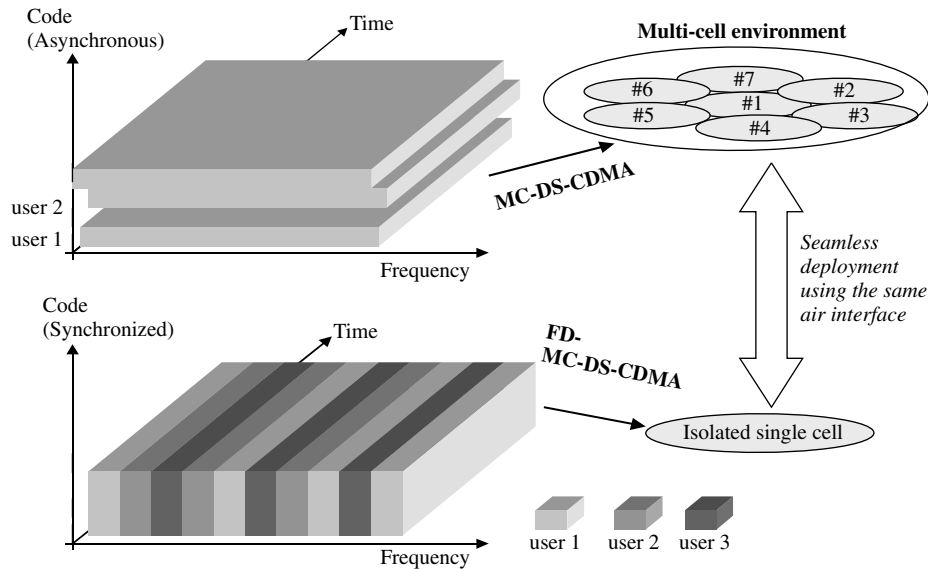 Code
(Asynchronous)
Time
user 2
user 1
Frequency
MC-DS-CDMA
Multi-cell environment
#7
#6
#2
#1
#5
#3
#4
Seamless
deployment
using the same
air interface
Code
(Synchronized)
Time
Frequency
FD-
MC-DS-CDMA
Isolated single cell
user 1
user 2
user 3